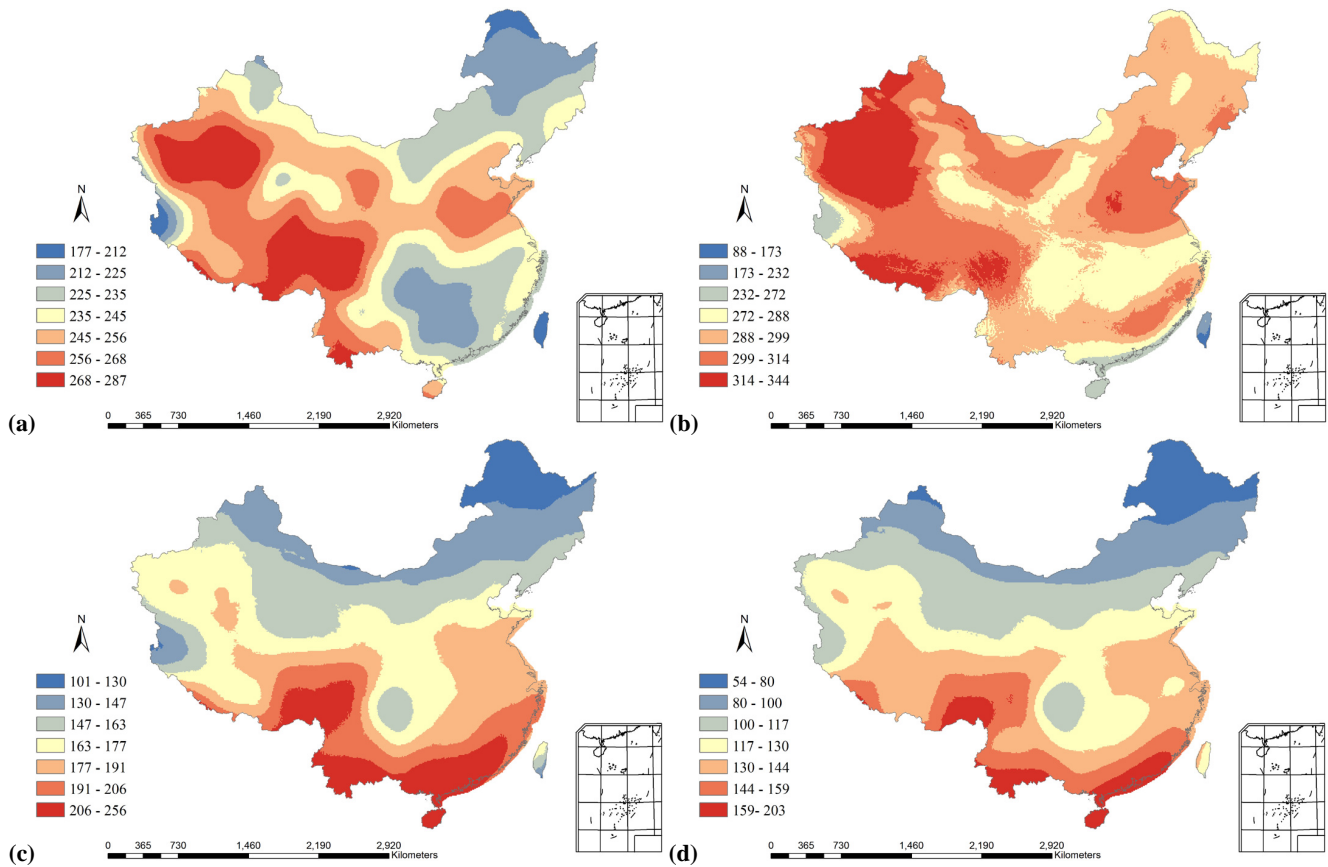 N
177 - 212
212 - 225
225 - 235
235 - 245
245 - 256
256 - 268
268 - 287
0 365 730 1,460 2,190 2,920
Kilometers
(a)
N
88 - 173
173 - 232
232 - 272
272 - 288
288 - 299
299 - 314
314 - 344
0 365 730 1,460 2,190 2,920
Kilometers
(b)
N
101 - 130
130 - 147
147 - 163
163 - 177
177 - 191
191 - 206
206 - 256
0 365 730 1,460 2,190 2,920
Kilometers
(c)
N
54 - 80
80 - 100
100 - 117
117 - 130
130 - 144
144 - 159
159 - 203
0 365 730 1,460 2,190 2,920
Kilometers
(d)